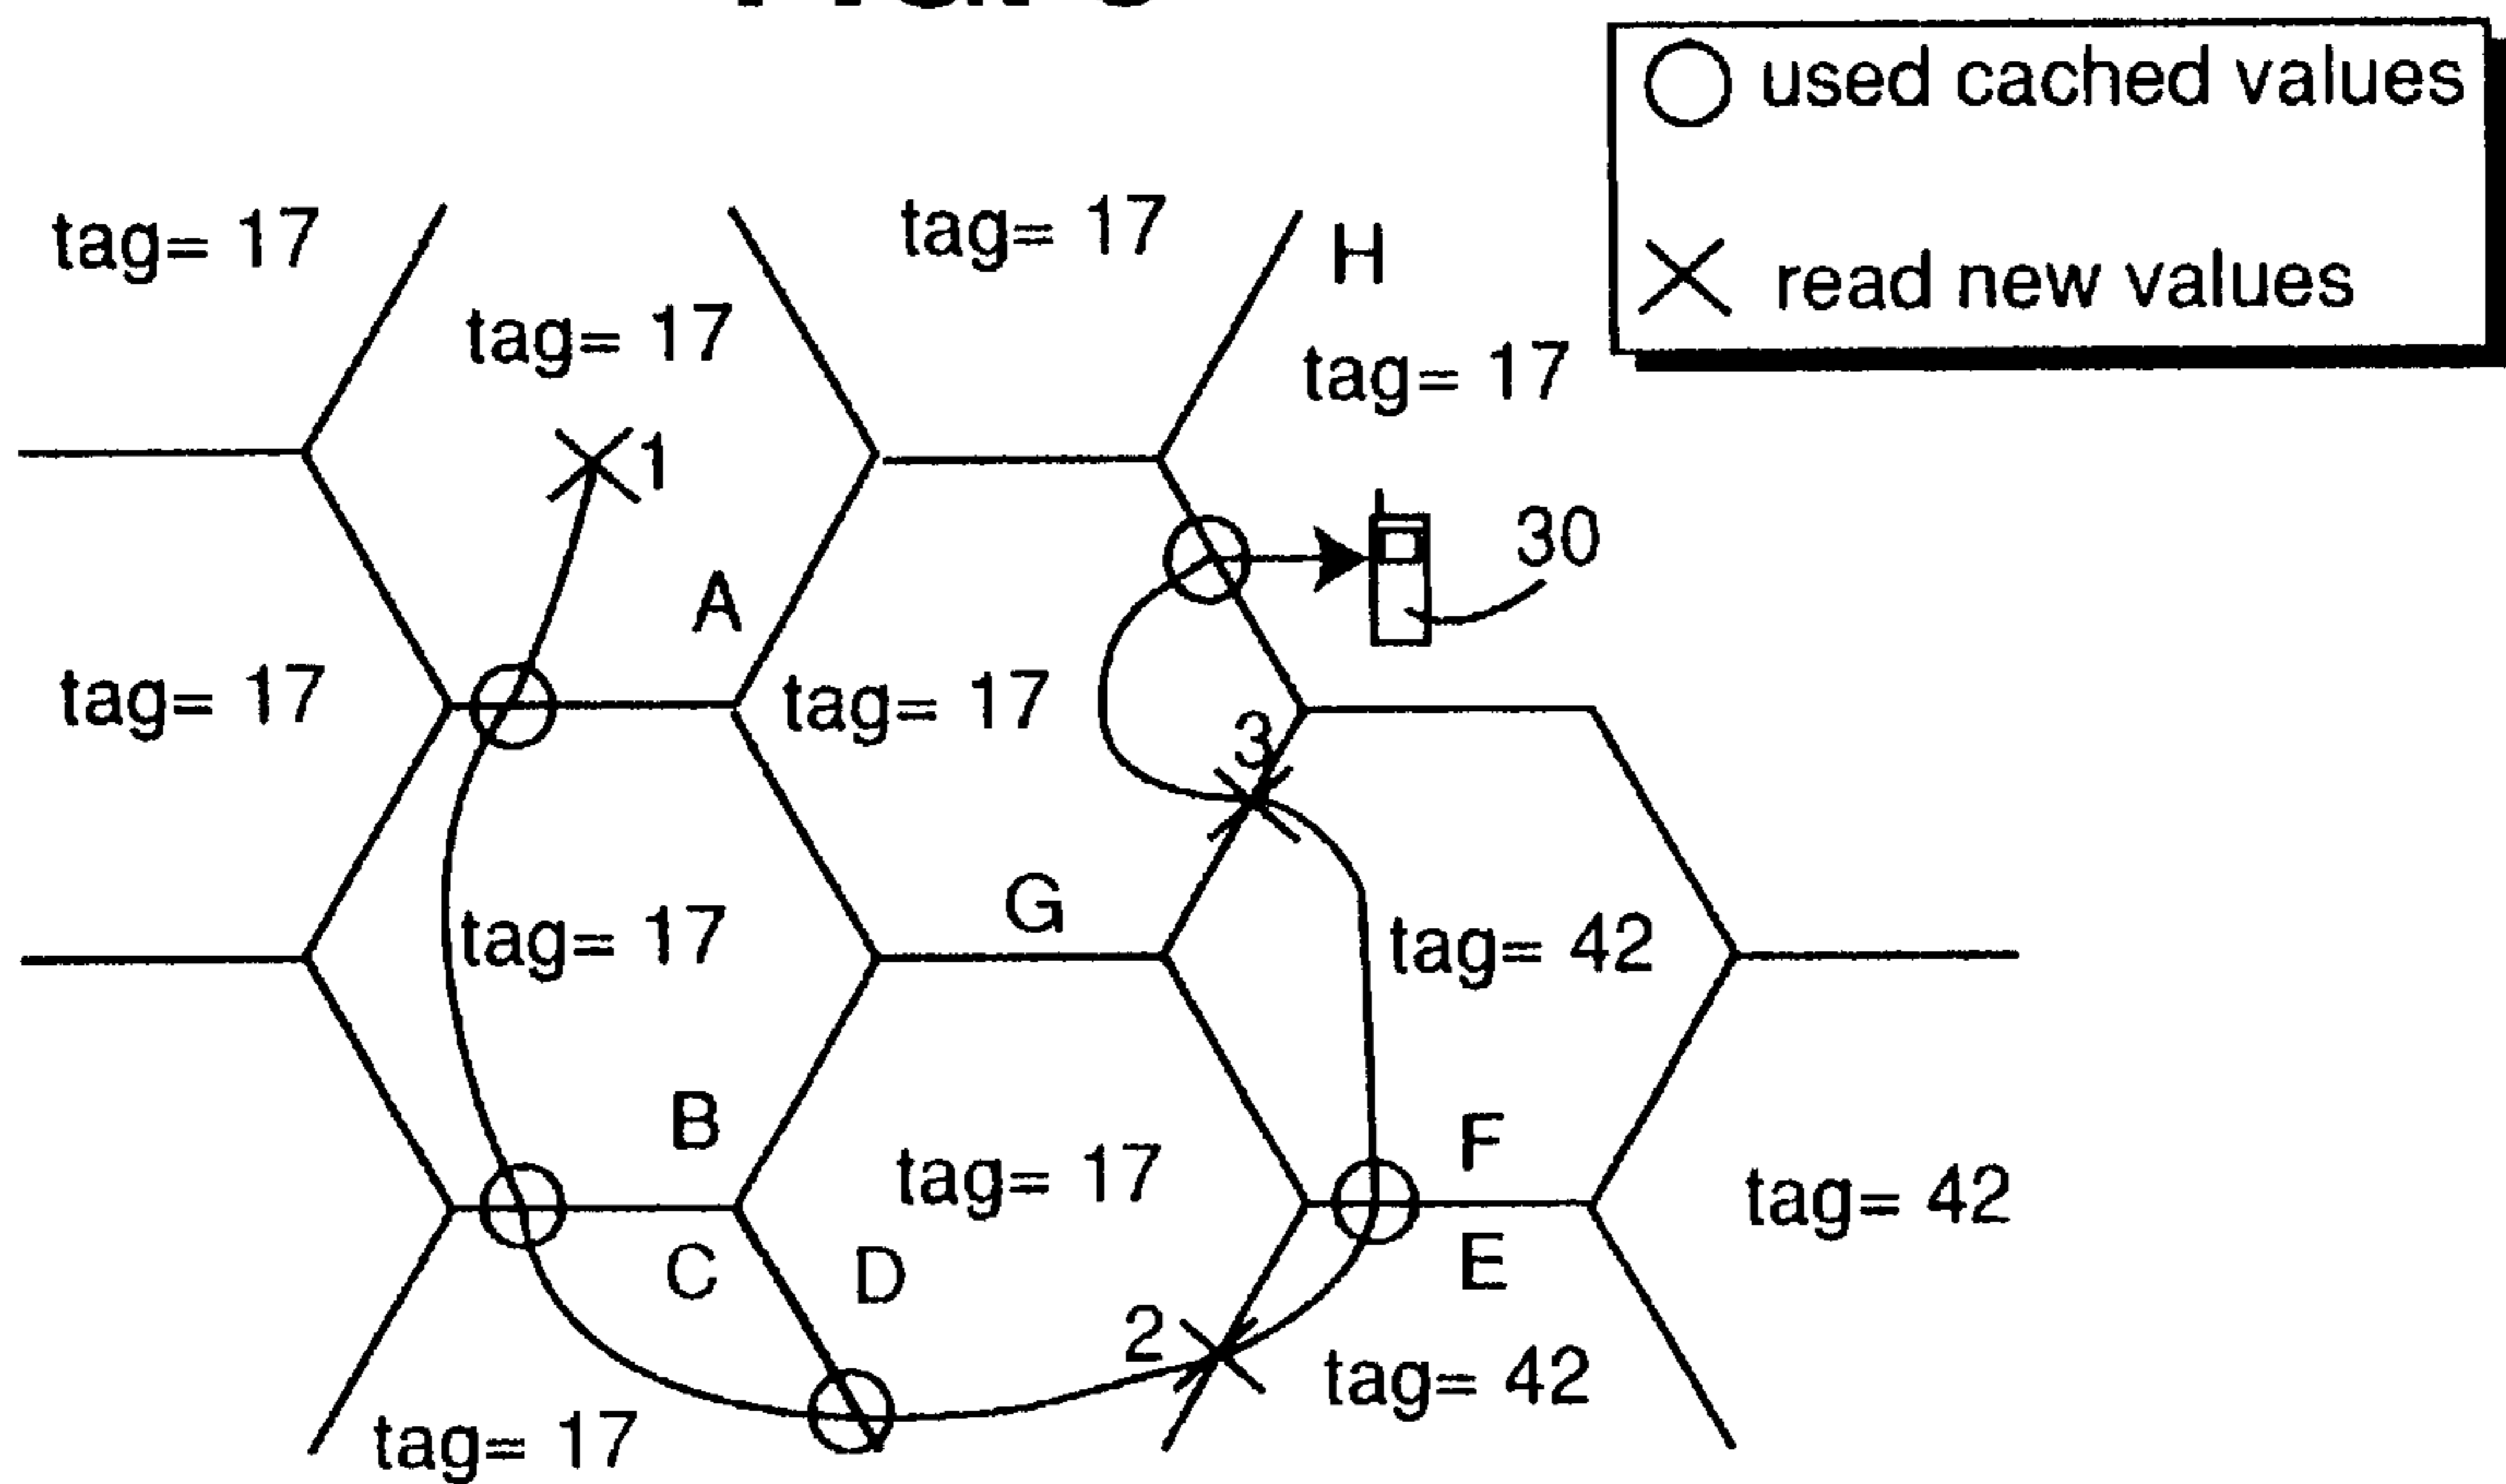 used cached values
read new values
tag= 17
tag= 17
tag= 17
H
tag= 17
1
30
A
tag= 17
tag= 17
3
G
tag= 17
tag= 42
B
F
tag= 17
tag= 42
C
D
E
2
tag= 42
tag= 17